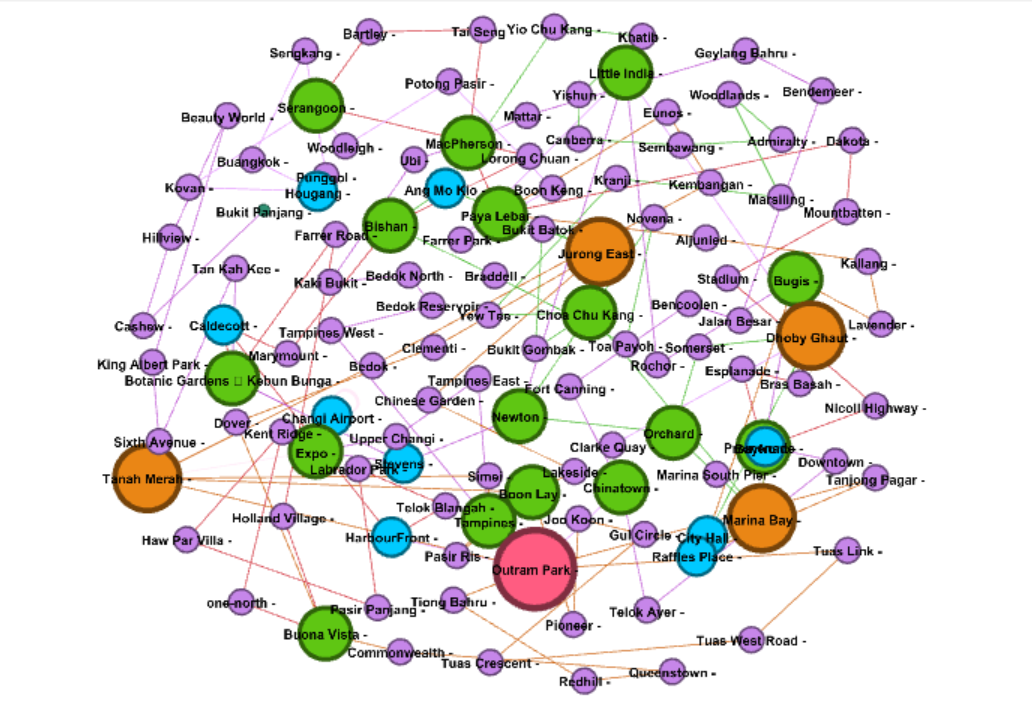 Bartley -
Tai Seng
Yio Chu Kang -
Khatib -
Sengkang -
Geylang Bahru -
Little India -
Potong Pasir -
Yishun -
Woodlands -
Bendemeer -
Serangoon -
Beauty World -
Mattar -
Eunos -
Canberra -
Sembawang -
Admiralty -
Dakota -
Woodleigh -
MacPherson -
Buangkok -
Ubi -
Lorong Chuan -
Punggol -
Kovan -
Hougang -
Ang Mo Kio -
Boon Keng -
Kranji -
Kembangan -
Marsiling -
Bukit Panjang -
Mountbatten -
Paya Lebar -
Novena -
Bishan -
Bukit Batok -
Hillview -
Farrer Road -
Farrer Park -
Aljunied -
Jurong East -
Kallang -
Tan Kah Kee -
Kaki Bukit -
Bedok North -
Braddell -
Stadium -
Bugis -
Bedok Reservoir -
Yew Tee -
Choa Chu Kang -
Bencoolen -
Jalan Besar -
Cashew -
Caldecott -
Tampines West -
Lavender -
Dhoby Ghaut -
Marymount -
Clementi -
Bukit Gombak -
Toa Payoh -
Somerset -
King Albert Park -
Bedok -
Rochor -
Esplanade -
Botanic Gardens  Kebun Bunga -
Tampines East -
Fort Canning -
Bras Basah -
Chinese Garden -
Nicoll Highway -
Dover -
Changi Airport -
Newton -
Kent Ridge -
Upper Changi -
Orchard -
Sixth Avenue -
Clarke Quay -
Expo -
Stevens -
Downtown -
Labrador Park -
Tanah Merah -
Simei -
Lakeside -
Marina South Pier -
Tanjong Pagar -
Boon Lay -
Chinatown -
Telok Blangah -
Holland Village -
Tampines -
Joo Koon -
Marina Bay -
Haw Par Villa -
HarbourFront -
Gul Circle -
City Hall -
Pasir Ris -
Raffles Place -
Tuas Link -
Outram Park -
one-north -
Pasir Panjang -
Tiong Bahru -
Telok Ayer -
Pioneer -
Buona Vista -
Tuas West Road -
Commonwealth -
Tuas Crescent -
Queenstown -
Redhill -